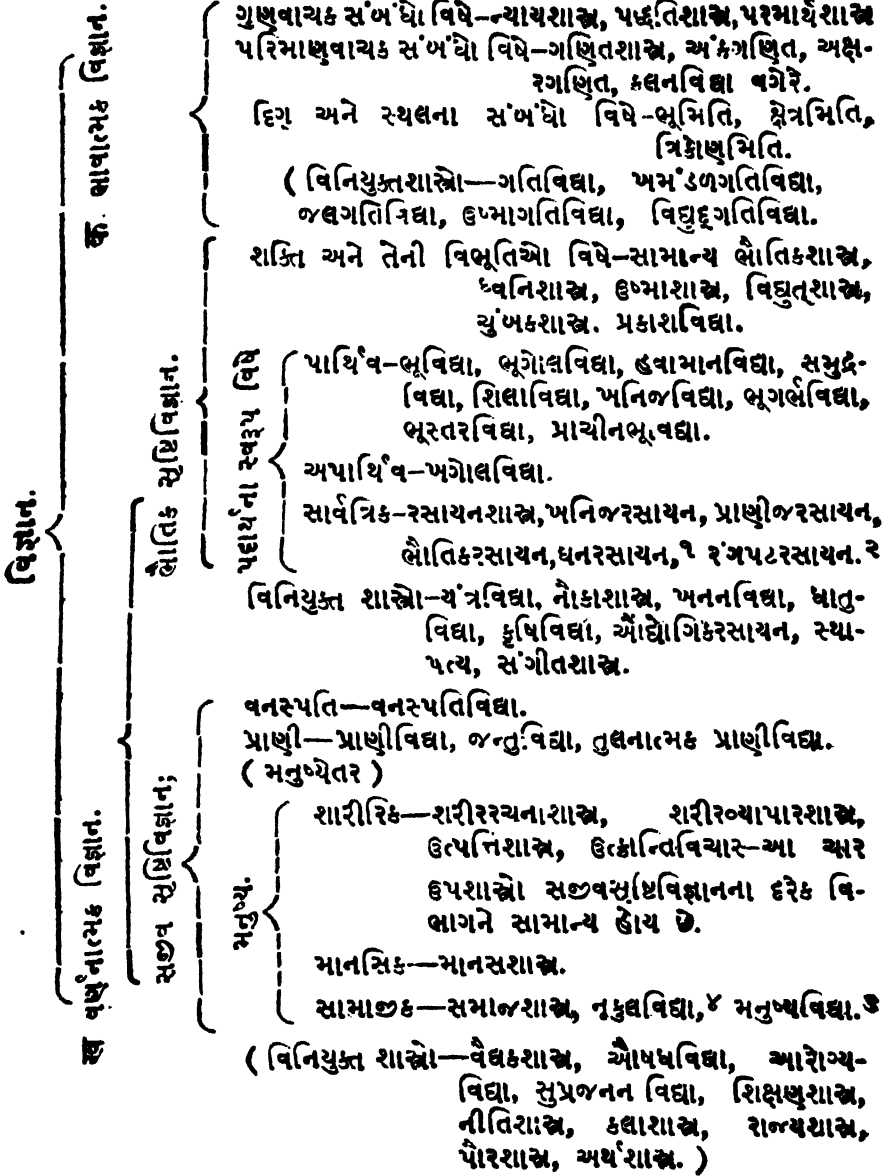 વિજ્ઞાન.
ક. ભાવાત્મક વિજ્ઞાન.
ગુણવાચક સંબંધો વિષે–ન્યાયશાસ્ત્ર, પદ્ધતિશાસ્ત્ર, પરમાર્થશાસ્ત્ર
પરિમાણવાચક સંબંધો વિષે–ગણિતશાસ્ત્ર, અંકગણિત, અક્ષ-
રગણિત, કલનવિદ્યા વગેરે.
દિગ્ અને સ્થલના સંબંધો વિષે–ભૂમિતિ, ક્ષેત્રમિતિ,
ત્રિકોણમિતિ.
( વિનિયુક્તશાસ્ત્રો—ગતિવિદ્યા, ખમંડળગતિવિદ્યા,
જલગતિવિદ્યા, ઉષ્માગતિવિદ્યા, વિદ્યુદ્ગતિવિદ્યા.
ખ વર્ણનાત્મક વિજ્ઞાન.
ભૌતિક સૃષ્ટિવિજ્ઞાન.
શક્તિ અને તેની વિભૂતિઓ વિષે–સામાન્ય ભૌતિકશાસ્ત્ર,
ધ્વનિશાસ્ત્ર, ઉષ્માશાસ્ત્ર, વિદ્યુત્શાસ્ત્ર,
ચુંબકશાસ્ત્ર. પ્રકાશવિદ્યા.
પદાર્થના સ્વરૂપ વિષે
પાર્થિવ–ભૂવિદ્યા, ભૂગોલવિદ્યા, હવામાનવિદ્યા, સમુદ્ર-
વિદ્યા, શિલાવિદ્યા, ખનિજવિદ્યા, ભૂગર્ભવિદ્યા,
ભૂસ્તરવિદ્યા, પ્રાચીનભૂવિદ્યા.
અપાર્થિવ–ખગોલવિદ્યા.
સાર્વત્રિક–રસાયનશાસ્ત્ર, ખનિજરસાયન, પ્રાણીજરસાયન,
ભૌતિકરસાયન, ઘનરસાયન,૧ રંગપટરસાયન.૨
વિનિયુક્ત શાસ્ત્રો–યંત્રવિદ્યા, નૌકાશાસ્ત્ર, ખનનવિદ્યા, ધાતુ-
વિદ્યા, કૃષિવિદ્યા, ઔદ્યોગિકરસાયન, સ્થા-
પત્ય, સંગીતશાસ્ત્ર.
સજીવ સૃષ્ટિવિજ્ઞાન;
વનસ્પતિ—વનસ્પતિવિદ્યા.
પ્રાણી—પ્રાણીવિદ્યા, જન્તુવિદ્યા, તુલનાત્મક પ્રાણીવિદ્યા.
( મનુષ્યેતર )
મનુષ્ય.
શારીરિક—શરીરરચનાશાસ્ત્ર, શરીરવ્યાપારશાસ્ત્ર,
ઉત્પત્તિશાસ્ત્ર, ઉત્ક્રાન્તિવિચાર–આ ચાર
ઉપશાસ્ત્રો સજીવસૃષ્ટિવિજ્ઞાનના દરેક વિ-
ભાગને સામાન્ય હોય છે.
માનસિક—માનસશાસ્ત્ર.
સામાજીક—સમાજશાસ્ત્ર, નૃકુલવિદ્યા,૪ મનુષ્યવિદ્યા.૩
( વિનિયુક્ત શાસ્ત્રો—વૈદ્યકશાસ્ત્ર, ઔષધવિદ્યા, આરોગ્ય-
વિદ્યા, સુપ્રજનન વિદ્યા, શિક્ષણશાસ્ત્ર,
નીતિશાસ્ત્ર, કલાશાસ્ત્ર, રાજ્યશાસ્ત્ર,
પૌરશાસ્ત્ર, અર્થશાસ્ત્ર. )